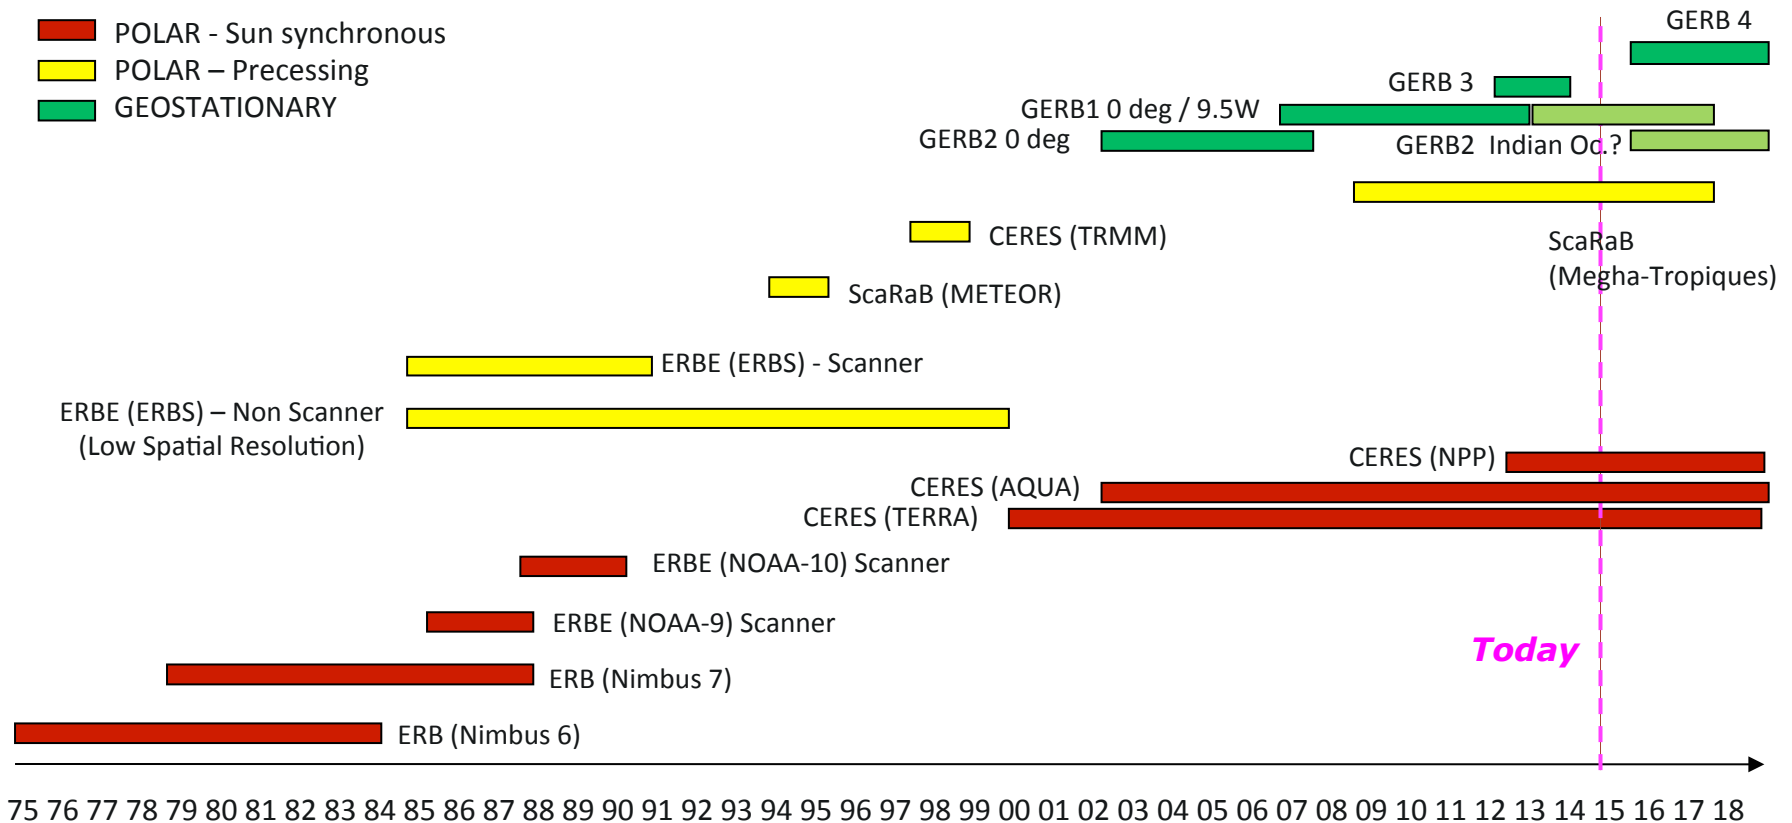 POLAR - Sun synchronous
POLAR – Precessing
GEOSTATIONARY
GERB 4
GERB 3
GERB1 0 deg / 9.5W
GERB2 0 deg
GERB2  Indian Oc.?
CERES (TRMM)
ScaRaB
(Megha-Tropiques)
ScaRaB (METEOR)
ERBE (ERBS) - Scanner
ERBE (ERBS) – Non Scanner
(Low Spatial Resolution)
CERES (NPP)
CERES (AQUA)
CERES (TERRA)
ERBE (NOAA-10) Scanner
ERBE (NOAA-9) Scanner
Today
ERB (Nimbus 7)
ERB (Nimbus 6)
75 76 77 78 79 80 81 82 83 84 85 86 87 88 89 90 91 92 93 94 95 96 97 98 99 00 01 02 03 04 05 06 07 08 09 10 11 12 13 14 15 16 17 18